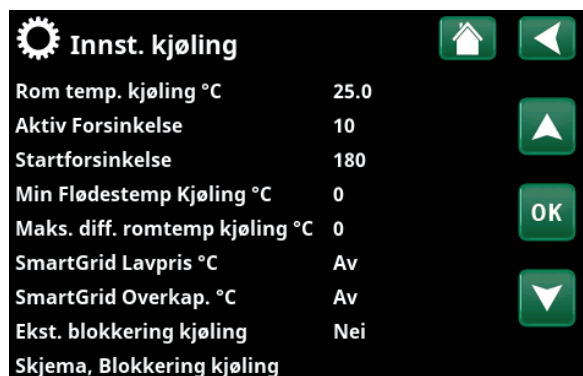 Innst. kjøling
Rom temp. kjøling °C 25.0
Aktiv Forsinkelse 10
Startforsinkelse 180
Min Flødestemp Kjøling °C 0
Maks. diff. romtemp kjøling °C 0
OK
SmartGrid Lavpris °C Av
SmartGrid Overkap. °C Av
Ekst. blokkering kjøling Nei
Skjema, Blokkering kjøling